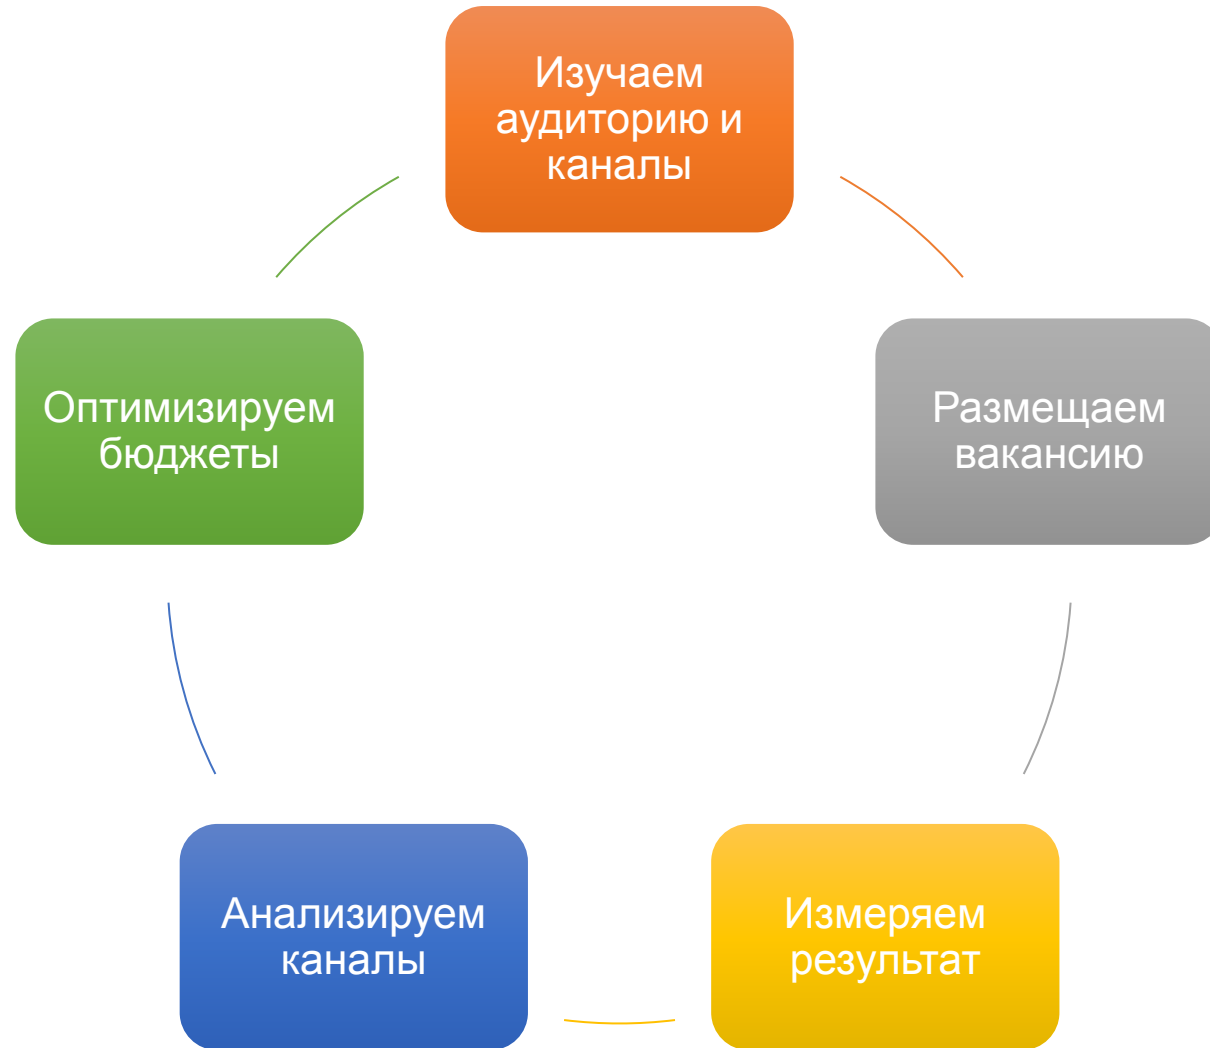 Изучаем
аудиторию и
каналы
Размещаем
вакансию
Измеряем
результат
Анализируем
каналы
Оптимизируем
бюджеты